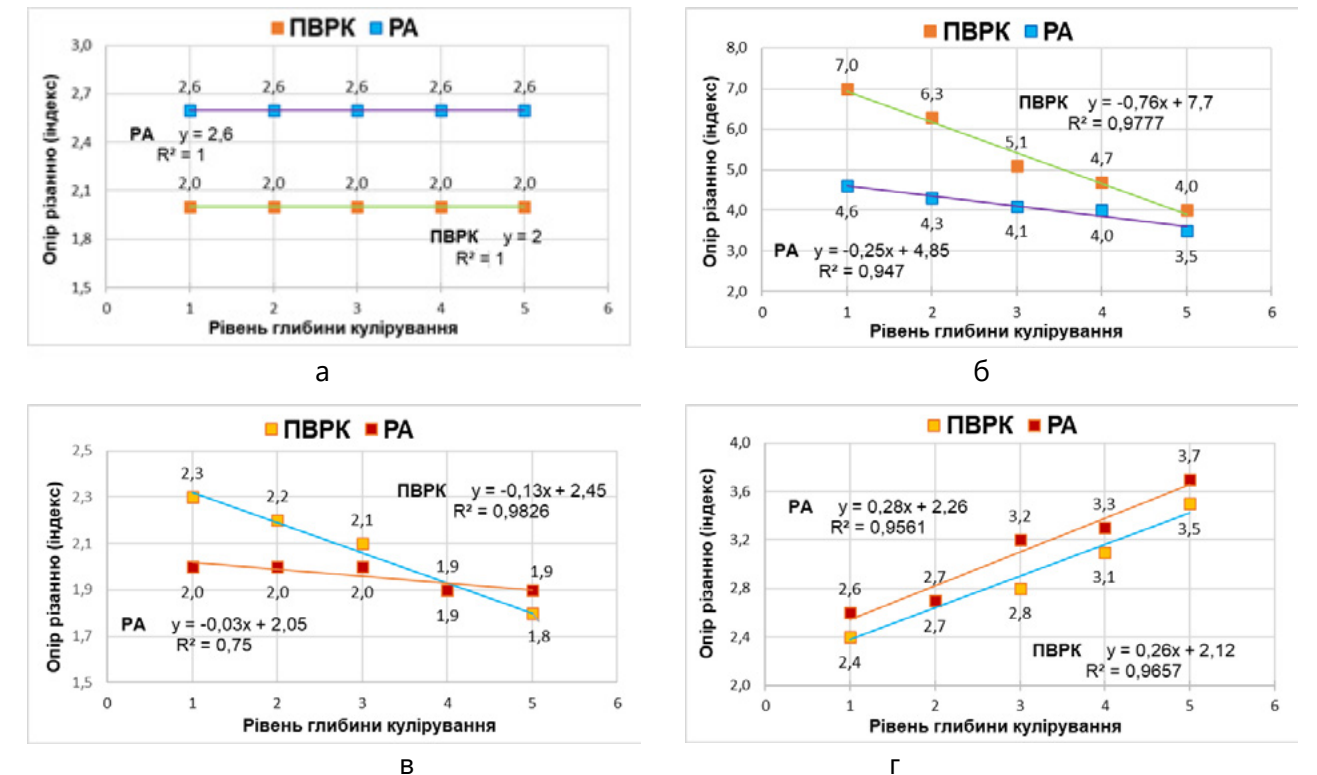 ПВРК РА
3,0
2,7
2,4
2,1
1,8
1,5
2,6 2,6 2,6 2,6 2,6
РА y = 2,6
R² = 1
2,0 2,0 2,0 2,0 2,0
ПВРК y = 2
R² = 1
0 1 2 3 4 5 6
Опір різанню (індекс)
Рівень глибини кулірування
а
ПВРК РА
8,0
7,0
6,0
5,0
4,0
3,0
2,0
7,0 6,3 5,1 4,7 4,0
ПВРК y = -0,76x + 7,7
R² = 0,9777
4,6 4,3 4,1 4,0 3,5
РА y = -0,25x + 4,85
R² = 0,947
0 1 2 3 4 5 6
Опір різанню (індекс)
Рівень глибини кулірування
б
ПВРК РА
2,5
2,3
2,1
1,9
1,7
1,5
2,3 2,2 2,1 1,9 1,9
ПВРК y = -0,13x + 2,45
R² = 0,9826
2,0 2,0 2,0 1,9 1,8
РА y = -0,03x + 2,05
R² = 0,75
0 1 2 3 4 5 6
Опір різанню (індекс)
Рівень глибини кулірування
в
ПВРК РА
4,0
3,6
3,2
2,8
2,4
2,0
2,6 2,7 3,2 3,3 3,7
РА y = 0,28x + 2,26
R² = 0,9561
2,4 2,7 2,8 3,1 3,5
ПВРК y = 0,26x + 2,12
R² = 0,9657
0 1 2 3 4 5 6
Опір різанню (індекс)
Рівень глибини кулірування
г